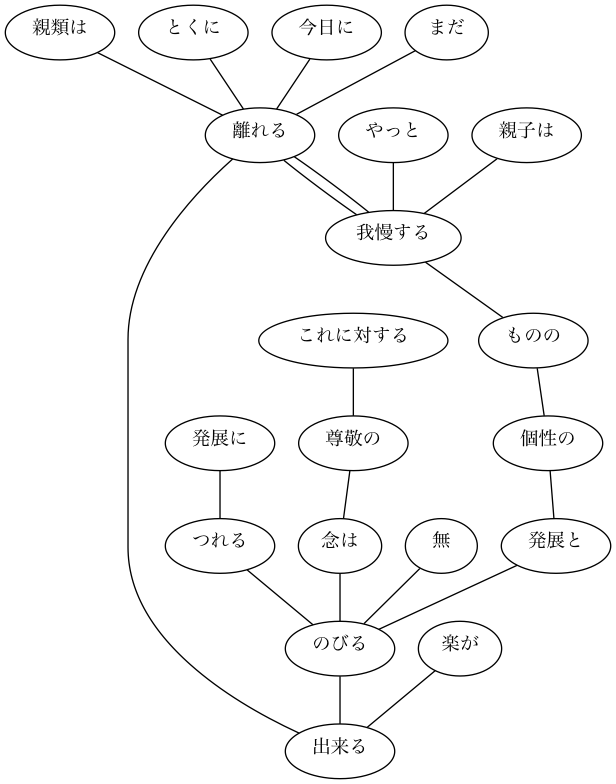 親類は とくに 今日に まだ
離れる やっと 親子は
我慢する
これに対する ものの
発展に 尊敬の 個性の
つれる 念は 無 発展と
のびる 楽が
出来る